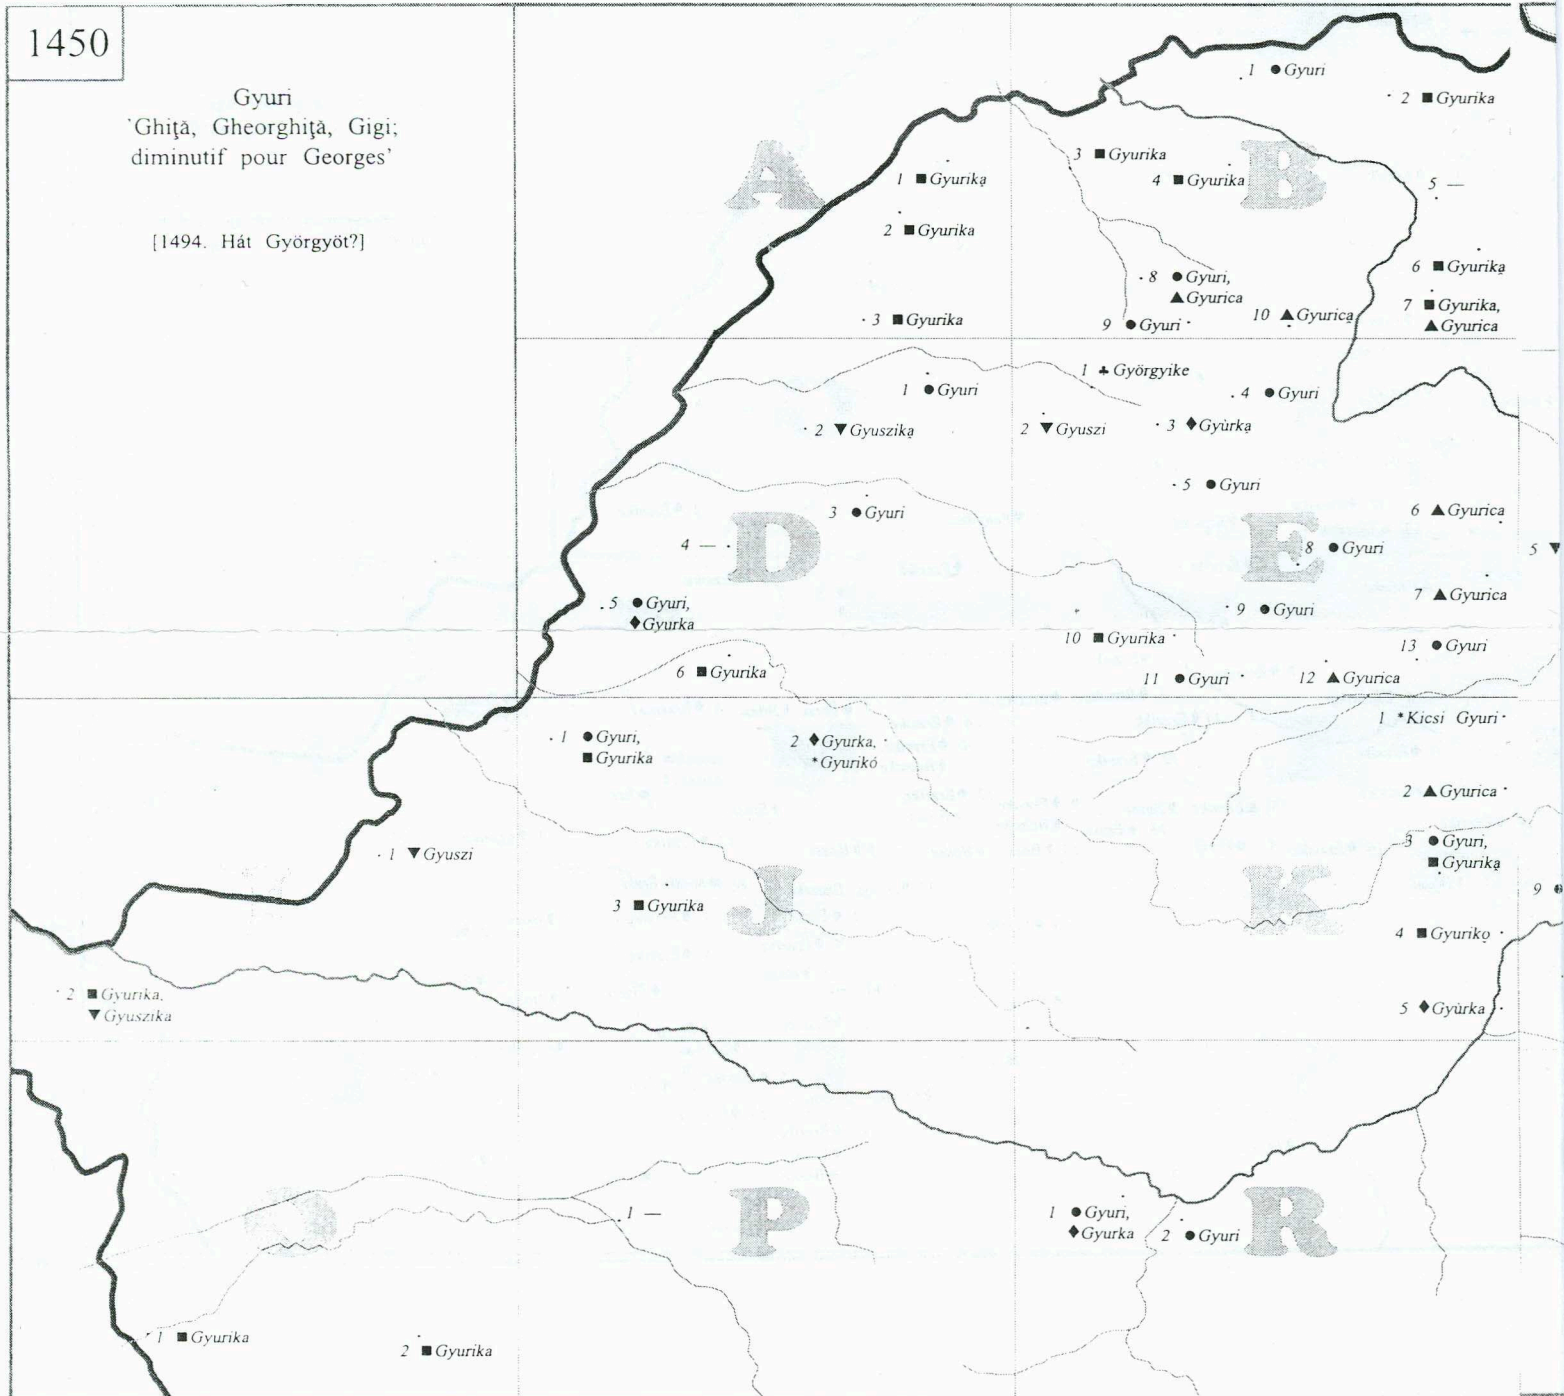 1450
Gyuri
'Ghiţă, Gheorghiţă, Gigi;
diminutif pour Georges'
[1494. Hát Györgyöt?]
A
1 ■ Gyurikạ
2 ■ Gyurika
3 ■ Gyurika
B
1 ● Gyuri
2 ■ Gyurika
3 ■ Gyurika
4 ■ Gyurika
5 —
6 ■ Gyurikạ
7 ■ Gyurika,
▲ Gyurica
8 ● Gyuri,
▲ Gyurica
9 ● Gyuri
10 ▲ Gyuricạ
D
1 ● Gyuri
2 ▼ Gyuszikạ
3 ● Gyuri
4 —
5 ● Gyuri,
♦ Gyurka
6 ■ Gyurika
E
1 ♣ Györgyike
2 ▼ Gyuszi
3 ♦ Gyùrkạ
4 ● Gyuri
5 ● Gyuri
6 ▲ Gyurica
7 ▲ Gyurica
8 ● Gyuri
9 ● Gyuri
10 ■ Gyurika
11 ● Gyuri
12 ▲ Gyurica
13 ● Gyuri
5 ▼
1 ▼ Gyuszi
2 ■ Gyurika,
▼ Gyuszika
J
1 ● Gyuri,
■ Gyurika
2 ♦ Gyurka,
* Gyurikó
3 ■ Gyurika
K
1 * Kicsi Gyuri
2 ▲ Gyurica
3 ● Gyuri,
■ Gyurikạ
4 ■ Gyurikọ
5 ♦ Gyùrka
9 ●
1 ■ Gyurika
2 ■ Gyurika
P
1 —
R
1 ● Gyuri,
♦ Gyurka
2 ● Gyuri